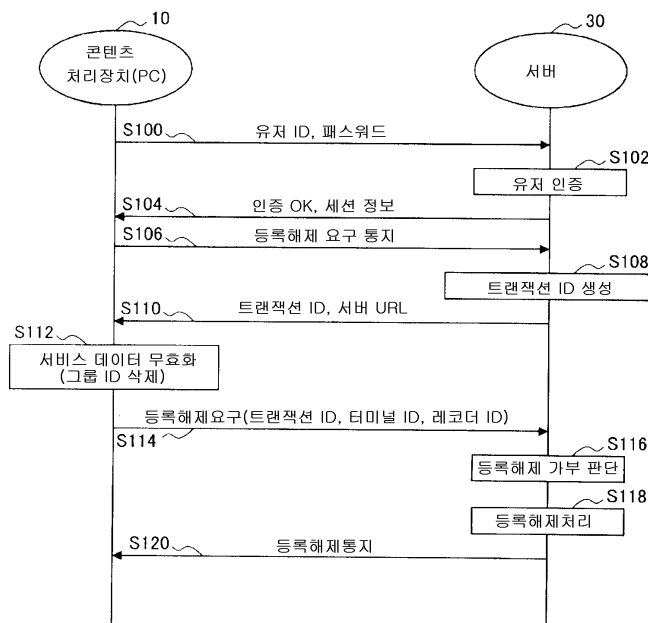 10
콘텐츠
처리장치(PC)
30
서버
S100
유저 ID, 패스워드
S102
유저 인증
S104
인증 OK, 세션 정보
S106
등록해제 요구 통지
S108
트랜잭션 ID 생성
S110
트랜잭션 ID, 서버 URL
S112
서비스 데이터 무효화
(그룹 ID 삭제)
등록해제요구(트랜잭션 ID, 터미널 ID, 레코더 ID)
S114
S116
등록해제 가부 판단
S118
등록해제처리
S120
등록해제통지